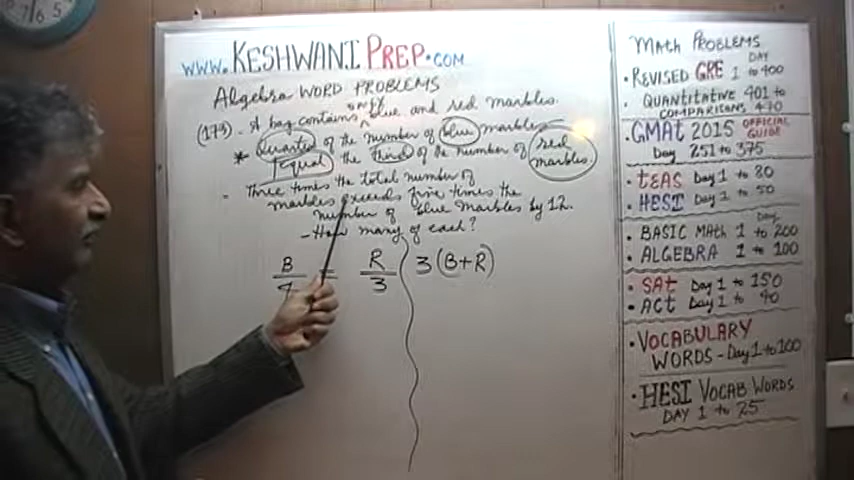 www.KESHWANI PREP.COM
Algebra WORD PROBLEMS
(173) - A bag contains only blue and red marbles.
* Quarter of the number of blue marbles
Equal the third of the number of red marbles.
- Three times the total number of
marbles exceeds five times the
number of blue marbles by 12.
- How many of each?
B/4 = R/3
3(B+R)
Math PROBLEMS
• REVISED GRE DAY 1 to 400
• QUANTITATIVE 401 to
COMPARISONS 470
• GMAT 2015 OFFICIAL GUIDE
Day 251 to 375
• TEAS Day 1 to 80
• HESI Day 1 to 50
Day
• BASIC Math 1 to 200
• ALGEBRA 1 to 100
• SAt Day 1 to 150
• ACT Day 1 to 40
• VOCABULARY
WORDS - Day 1 to 100
• HESI VOCAB WORDS
DAY 1 to 25
7
6
5